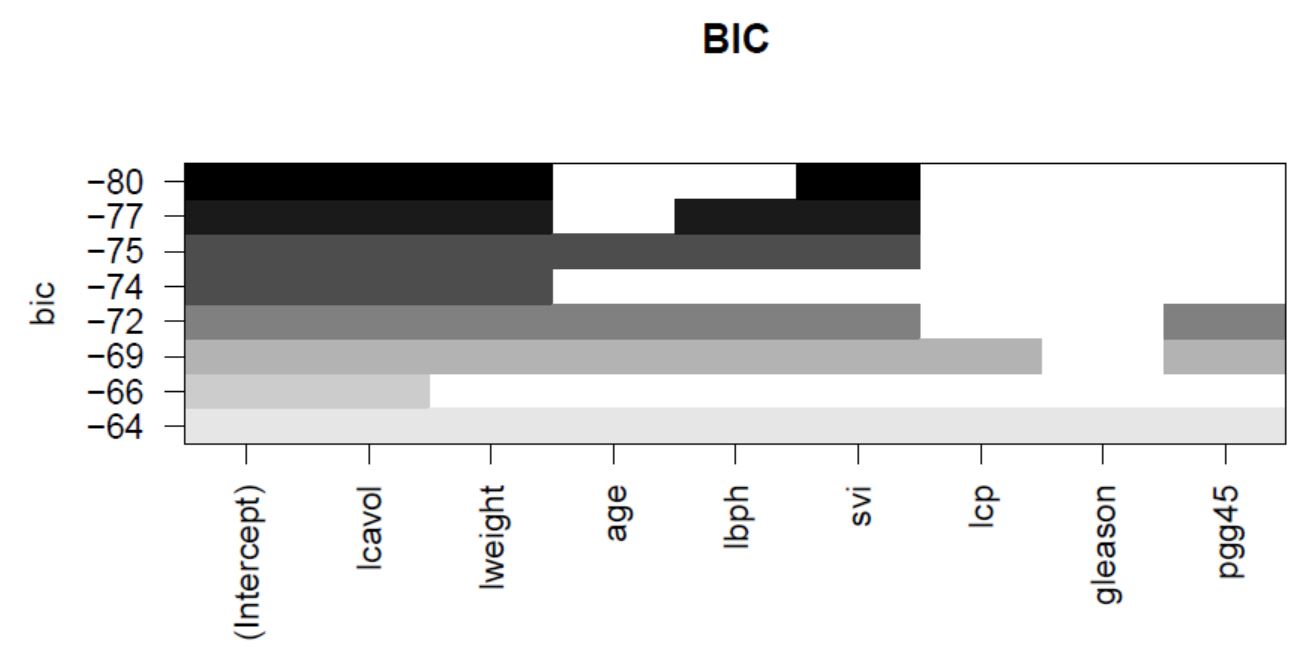 BIC
bic
−80
−77
−75
−74
−72
−69
−66
−64
(Intercept)
lcavol
lweight
age
lbph
svi
lcp
gleason
pgg45